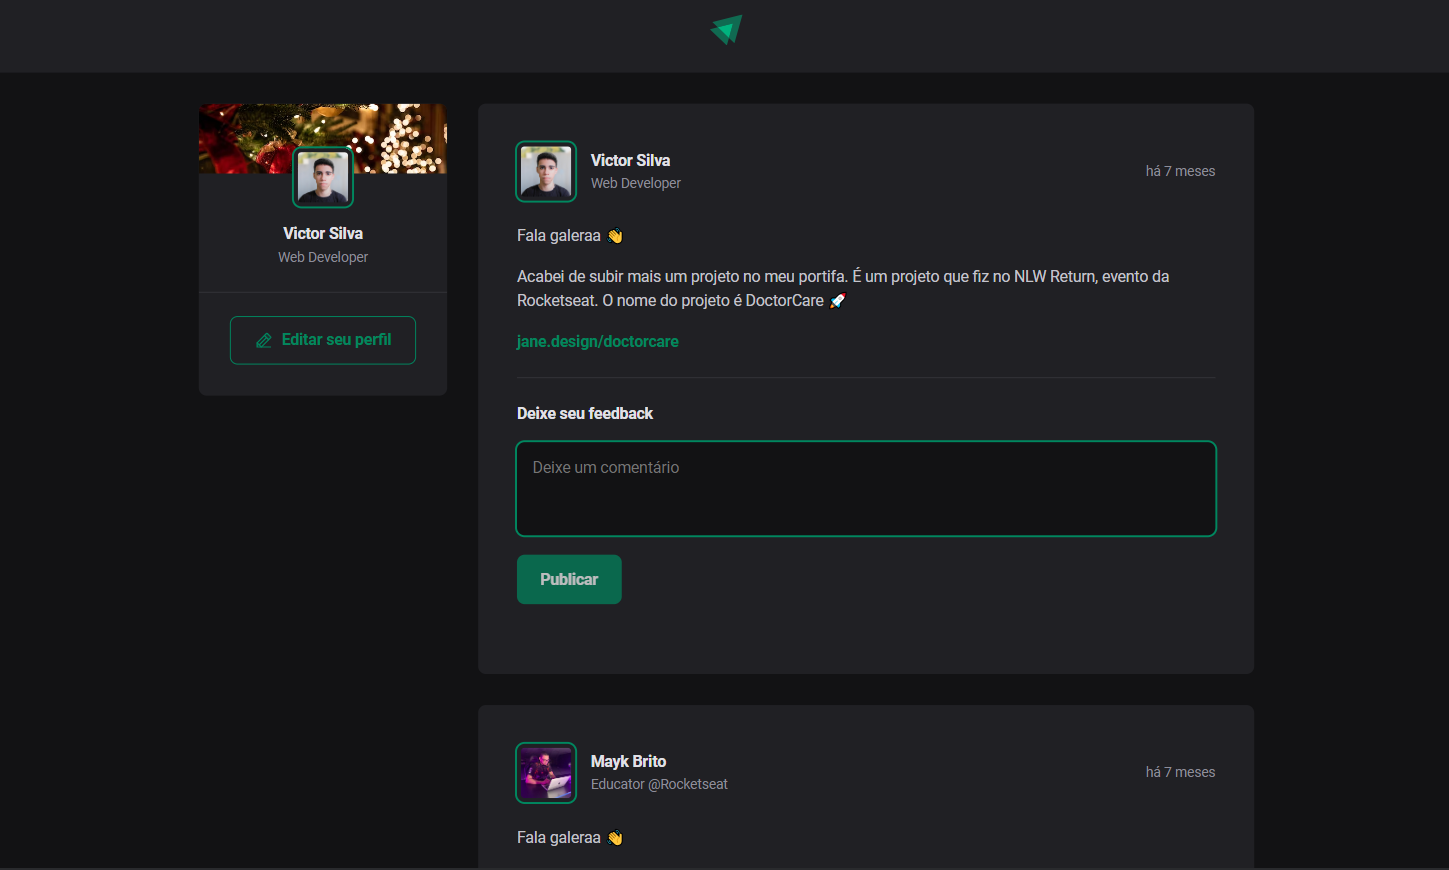 Victor Silva
Web Developer
Editar seu perfil
Victor Silva
Web Developer
há 7 meses
Fala galeraa 👋
Acabei de subir mais um projeto no meu portifa. É um projeto que fiz no NLW Return, evento da
Rocketseat. O nome do projeto é DoctorCare 🚀
jane.design/doctorcare
Deixe seu feedback
Deixe um comentário
Publicar
Mayk Brito
Educator @Rocketseat
há 7 meses
Fala galeraa 👋